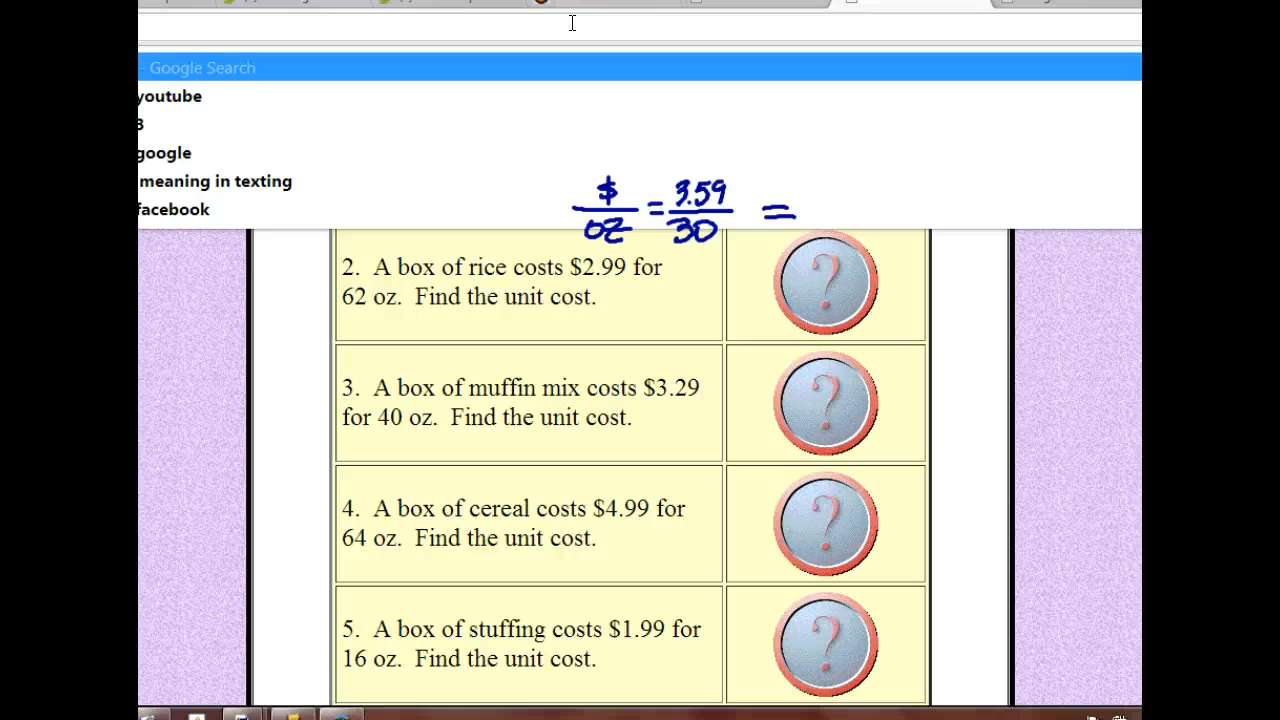 - Google Search
youtube
3
google
meaning in texting
facebook
$/oz = 3.59/30 =
2. A box of rice costs $2.99 for
62 oz. Find the unit cost.
?
3. A box of muffin mix costs $3.29
for 40 oz. Find the unit cost.
?
4. A box of cereal costs $4.99 for
64 oz. Find the unit cost.
?
5. A box of stuffing costs $1.99 for
16 oz. Find the unit cost.
?